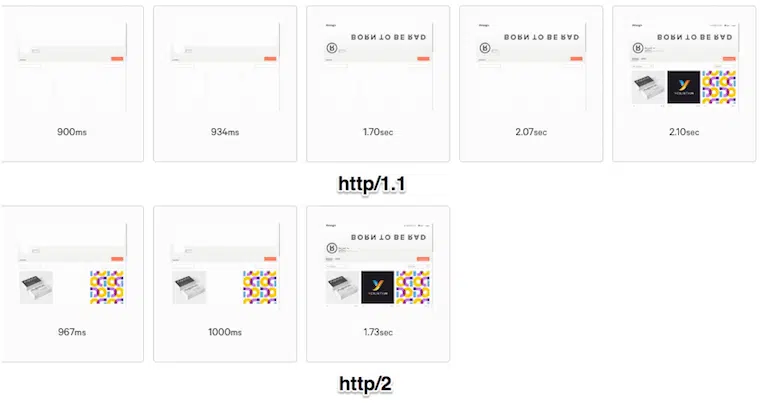 BORN TO BE RAD BORN TO BE RAD BORN TO BE RAD
R R R
900ms 934ms 1.70sec 2.07sec 2.10sec
http/1.1
BORN TO BE RAD
R
967ms 1000ms 1.73sec
http/2